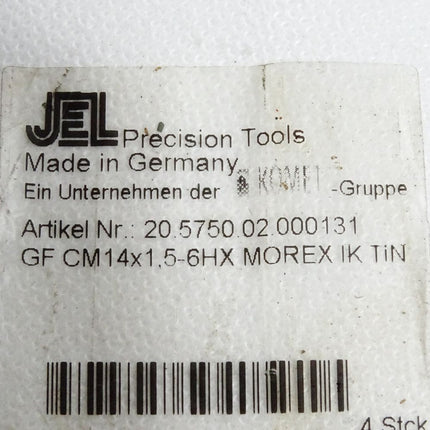 JEL Precision Tools
Made in Germany
Ein Unternehmen der KOMET -Gruppe
Artikel Nr.: 20.5750.02.000131
GF CM14x1,5-6HX MOREX IK TiN
4 Stck